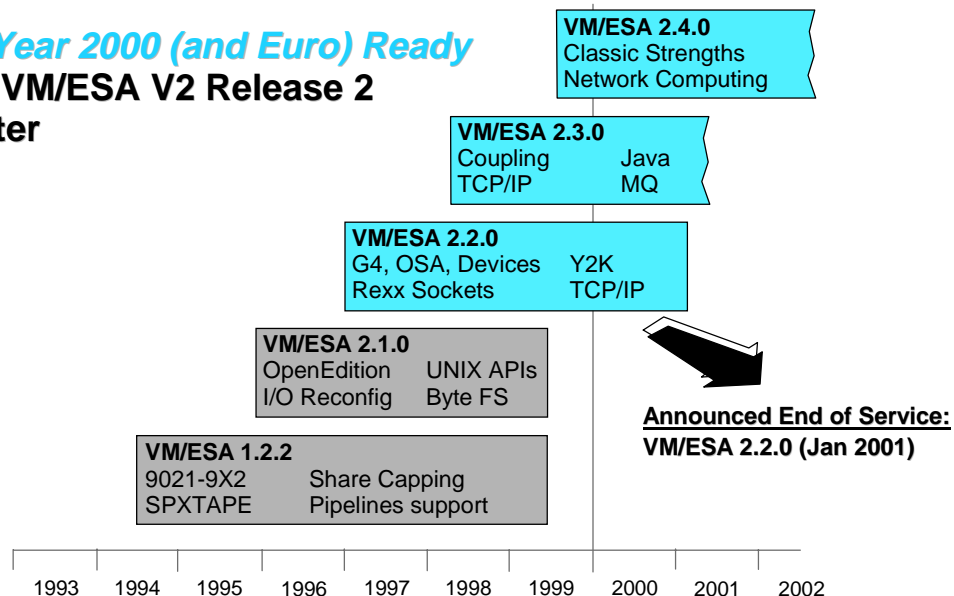 Year 2000 (and Euro) Ready
VM/ESA V2 Release 2
VM/ESA 2.4.0
Classic Strengths
Network Computing
VM/ESA 2.3.0
Coupling Java
TCP/IP MQ
VM/ESA 2.2.0
G4, OSA, Devices Y2K
Rexx Sockets TCP/IP
VM/ESA 2.1.0
OpenEdition UNIX APIs
I/O Reconfig Byte FS
Announced End of Service:
VM/ESA 2.2.0 (Jan 2001)
VM/ESA 1.2.2
9021-9X2 Share Capping
SPXTAPE Pipelines support
1993 1994 1995 1996 1997 1998 1999 2000 2001 2002